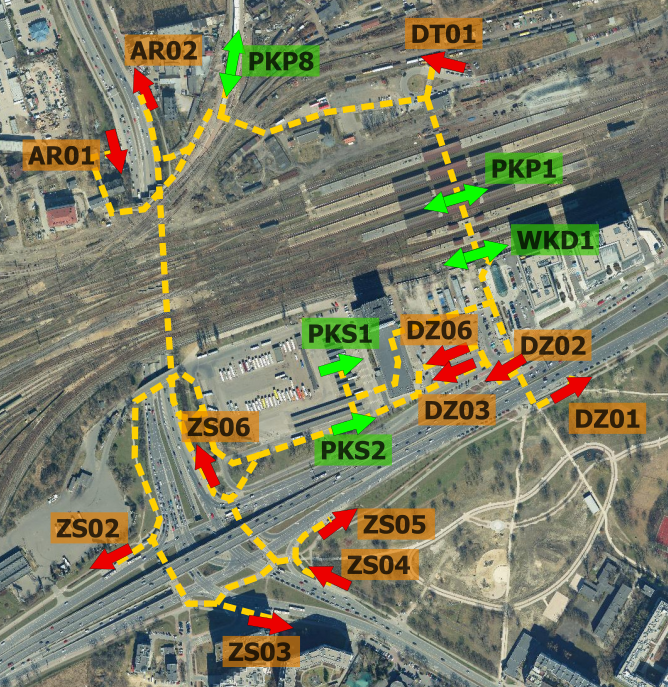 DT01
AR02
PKP8
AR01
PKP1
WKD1
PKS1
DZ06
DZ02
DZ03
DZ01
ZS06
PKS2
ZS02
ZS05
ZS04
ZS03